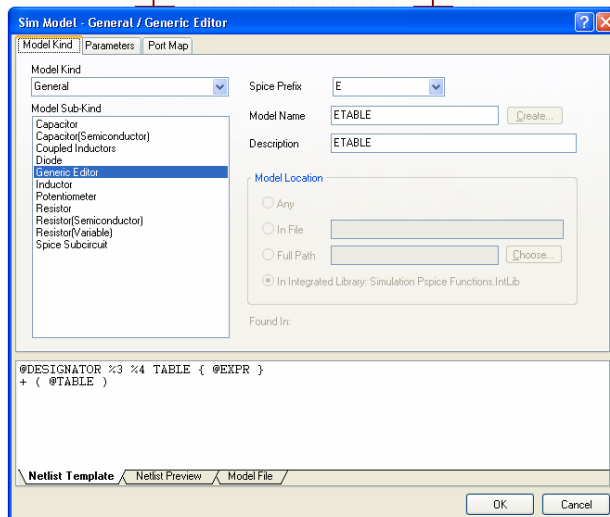 Sim Model - General / Generic Editor
Model Kind Parameters Port Map
Model Kind
General
Model Sub-Kind
Capacitor
Capacitor(Semiconductor)
Coupled Inductors
Diode
Generic Editor
Inductor
Potentiometer
Resistor
Resistor(Semiconductor)
Resistor(Variable)
Spice Subcircuit
Spice Prefix E
Model Name ETABLE Create...
Description ETABLE
Model Location
Any
In File
Full Path Choose...
In Integrated Library: Simulation Pspice Functions.IntLib
Found In:
@DESIGNATOR %3 %4 TABLE { @EXPR }
+ ( @TABLE )
Netlist Template Netlist Preview Model File
OK Cancel